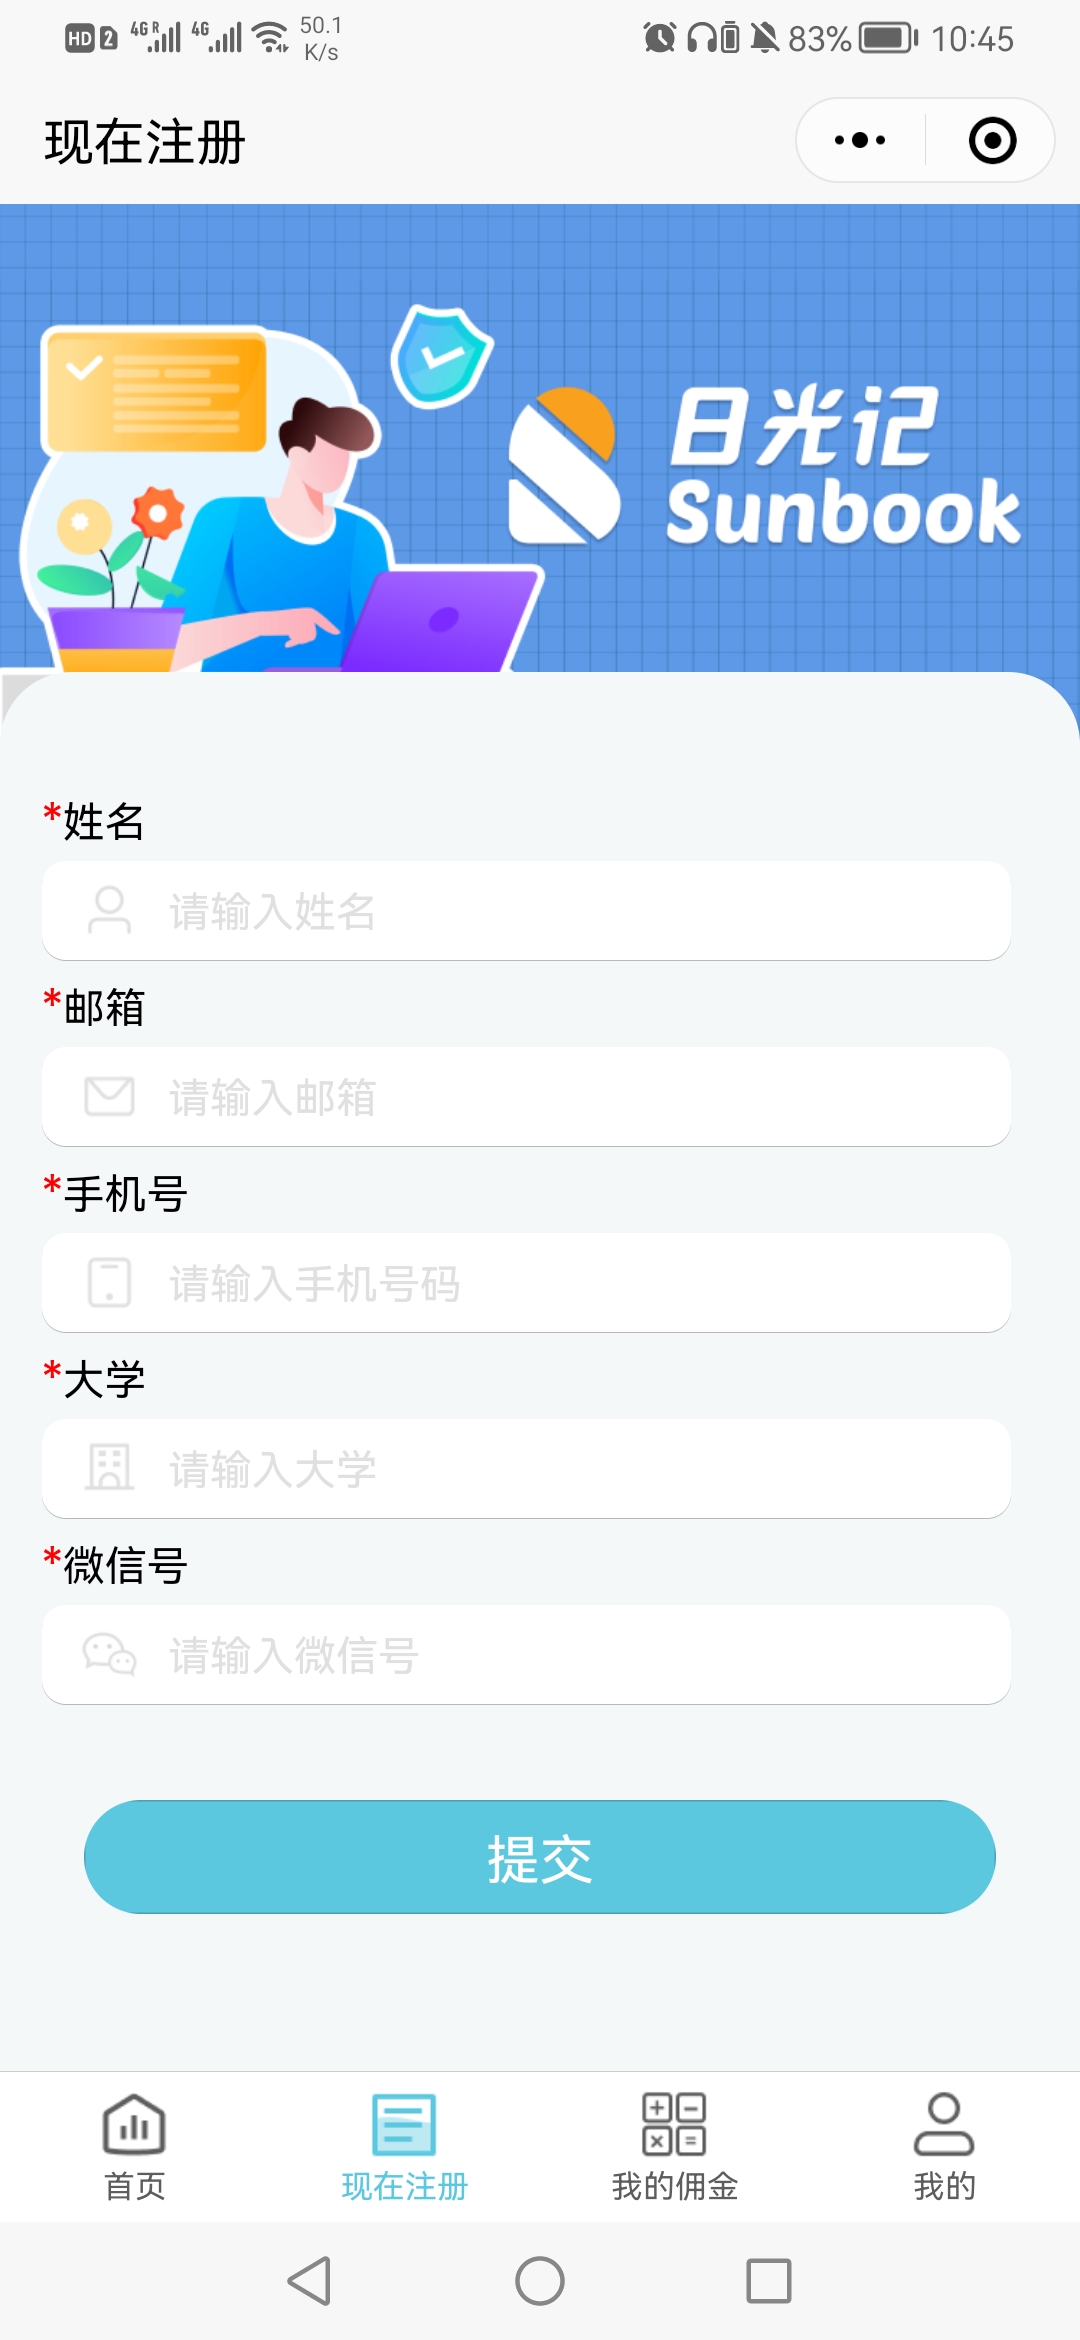 HD 2 4G R 4G 50.1 K/s 83% 10:45
现在注册
日光记
Sunbook
*姓名
请输入姓名
*邮箱
请输入邮箱
*手机号
请输入手机号码
*大学
请输入大学
*微信号
请输入微信号
提交
首页 现在注册 我的佣金 我的